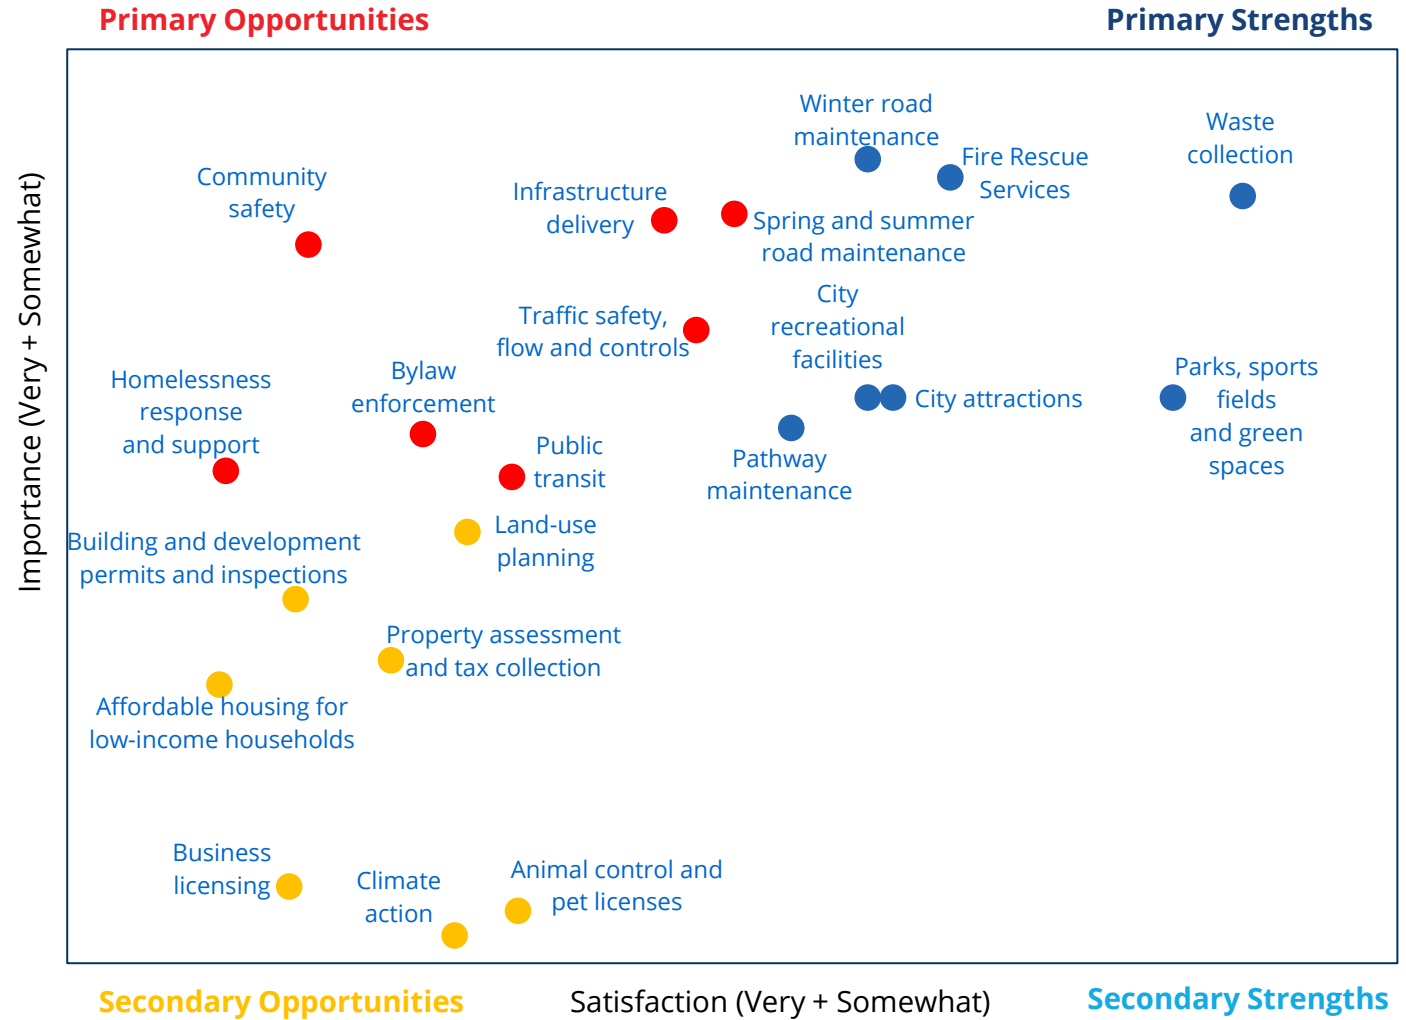 Primary Opportunities
Primary Strengths
Winter road
maintenance
Waste
collection
Fire Rescue
Services
Community
safety
Infrastructure
delivery
Spring and summer
road maintenance
City
recreational
facilities
Traffic safety,
flow and controls
Bylaw
enforcement
Homelessness
response
and support
City attractions
Parks, sports
fields
and green
spaces
Public
transit
Pathway
maintenance
Land-use
planning
Building and development
permits and inspections
Property assessment
and tax collection
Affordable housing for
low-income households
Business
licensing
Climate
action
Animal control and
pet licenses
Importance (Very + Somewhat)
Secondary Opportunities
Satisfaction (Very + Somewhat)
Secondary Strengths